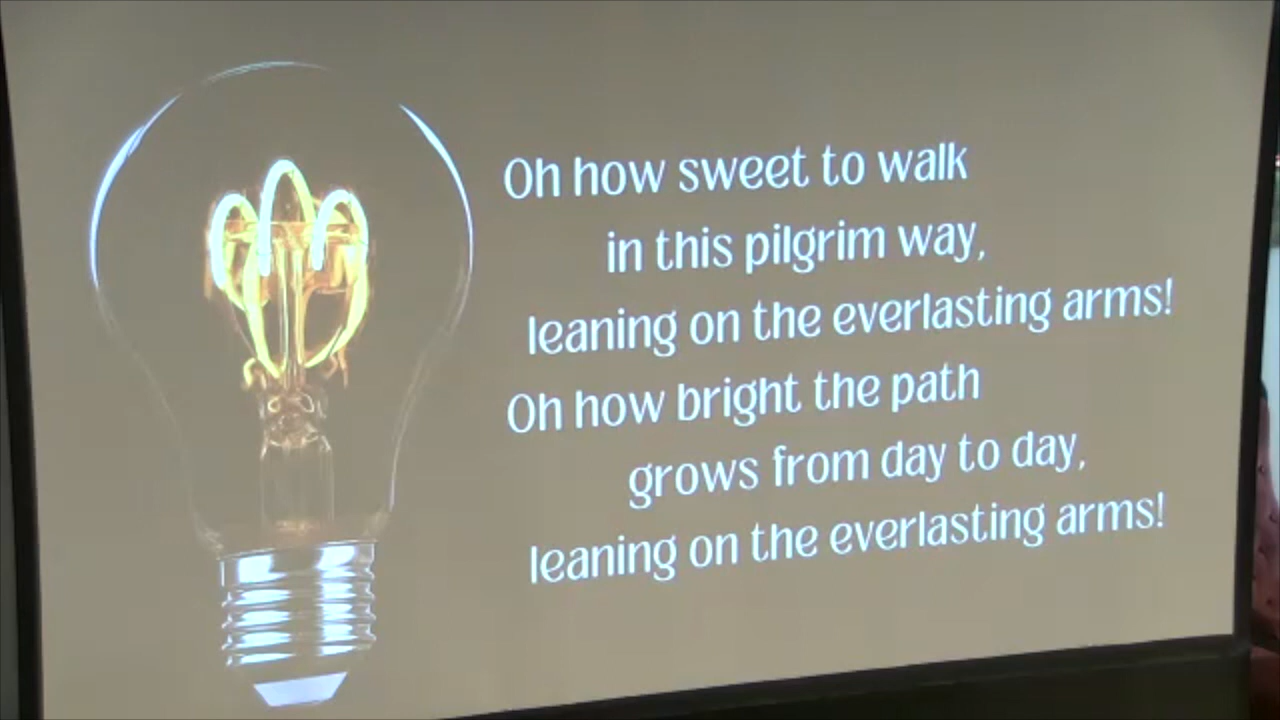 Oh how sweet to walk
in this pilgrim way,
leaning on the everlasting arms!
Oh how bright the path
grows from day to day,
leaning on the everlasting arms!